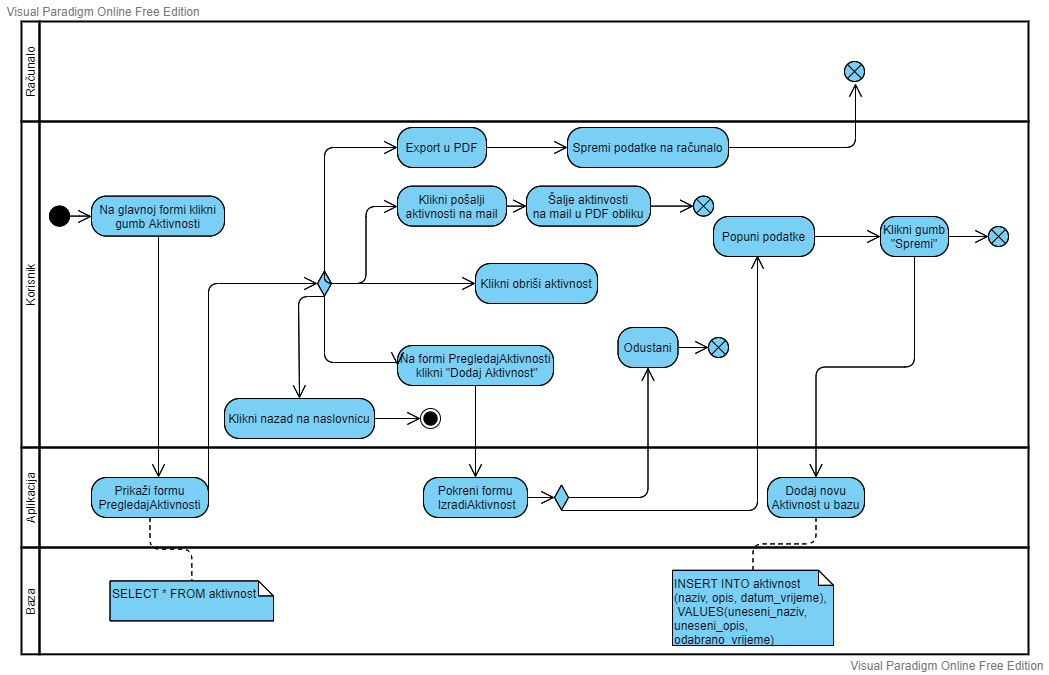 Visual Paradigm Online Free Edition
Računalo
Korisnik
Aplikacija
Baza
Export u PDF
Spremi podatke na računalo
Klikni pošalji
aktivnosti na mail
Šalje aktinvosti
na mail u PDF obliku
Na glavnoj formi klikni
gumb Aktivnosti
Popuni podatke
Klikni gumb
"Spremi"
Klikni obriši aktivnost
Odustani
Na formi PregledajAktivnosti
klikni "Dodaj Aktivnost"
Klikni nazad na naslovnicu
Prikaži formu
PregledajAktivnosti
Pokreni formu
IzradiAktivnost
Dodaj novu
Aktivnost u bazu
SELECT * FROM aktivnost
INSERT INTO aktivnost
(naziv, opis, datum_vrijeme),
VALUES(uneseni_naziv,
uneseni_opis,
odabrano_vrijeme)
Visual Paradigm Online Free Edition